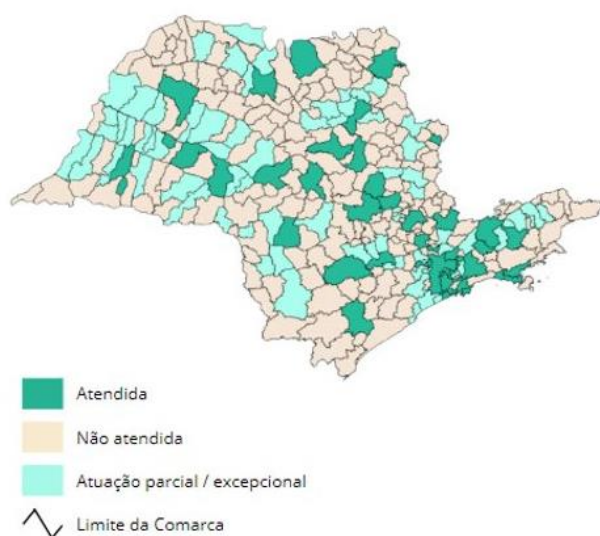 Atendida
Não atendida
Atuação parcial / excepcional
Limite da Comarca